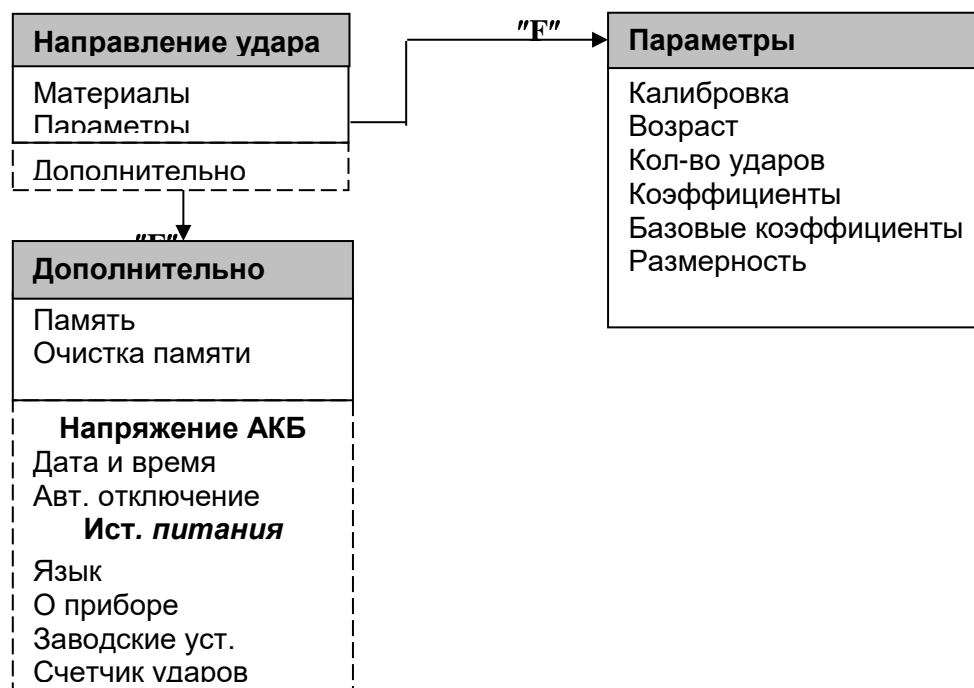 Направление удара
Материалы
Параметры
Дополнительно
"F"
Параметры
Калибровка
Возраст
Кол-во ударов
Коэффициенты
Базовые коэффициенты
Размерность
"F"
Дополнительно
Память
Очистка памяти
Напряжение АКБ
Дата и время
Авт. отключение
Ист. питания
Язык
О приборе
Заводские уст.
Счетчик ударов